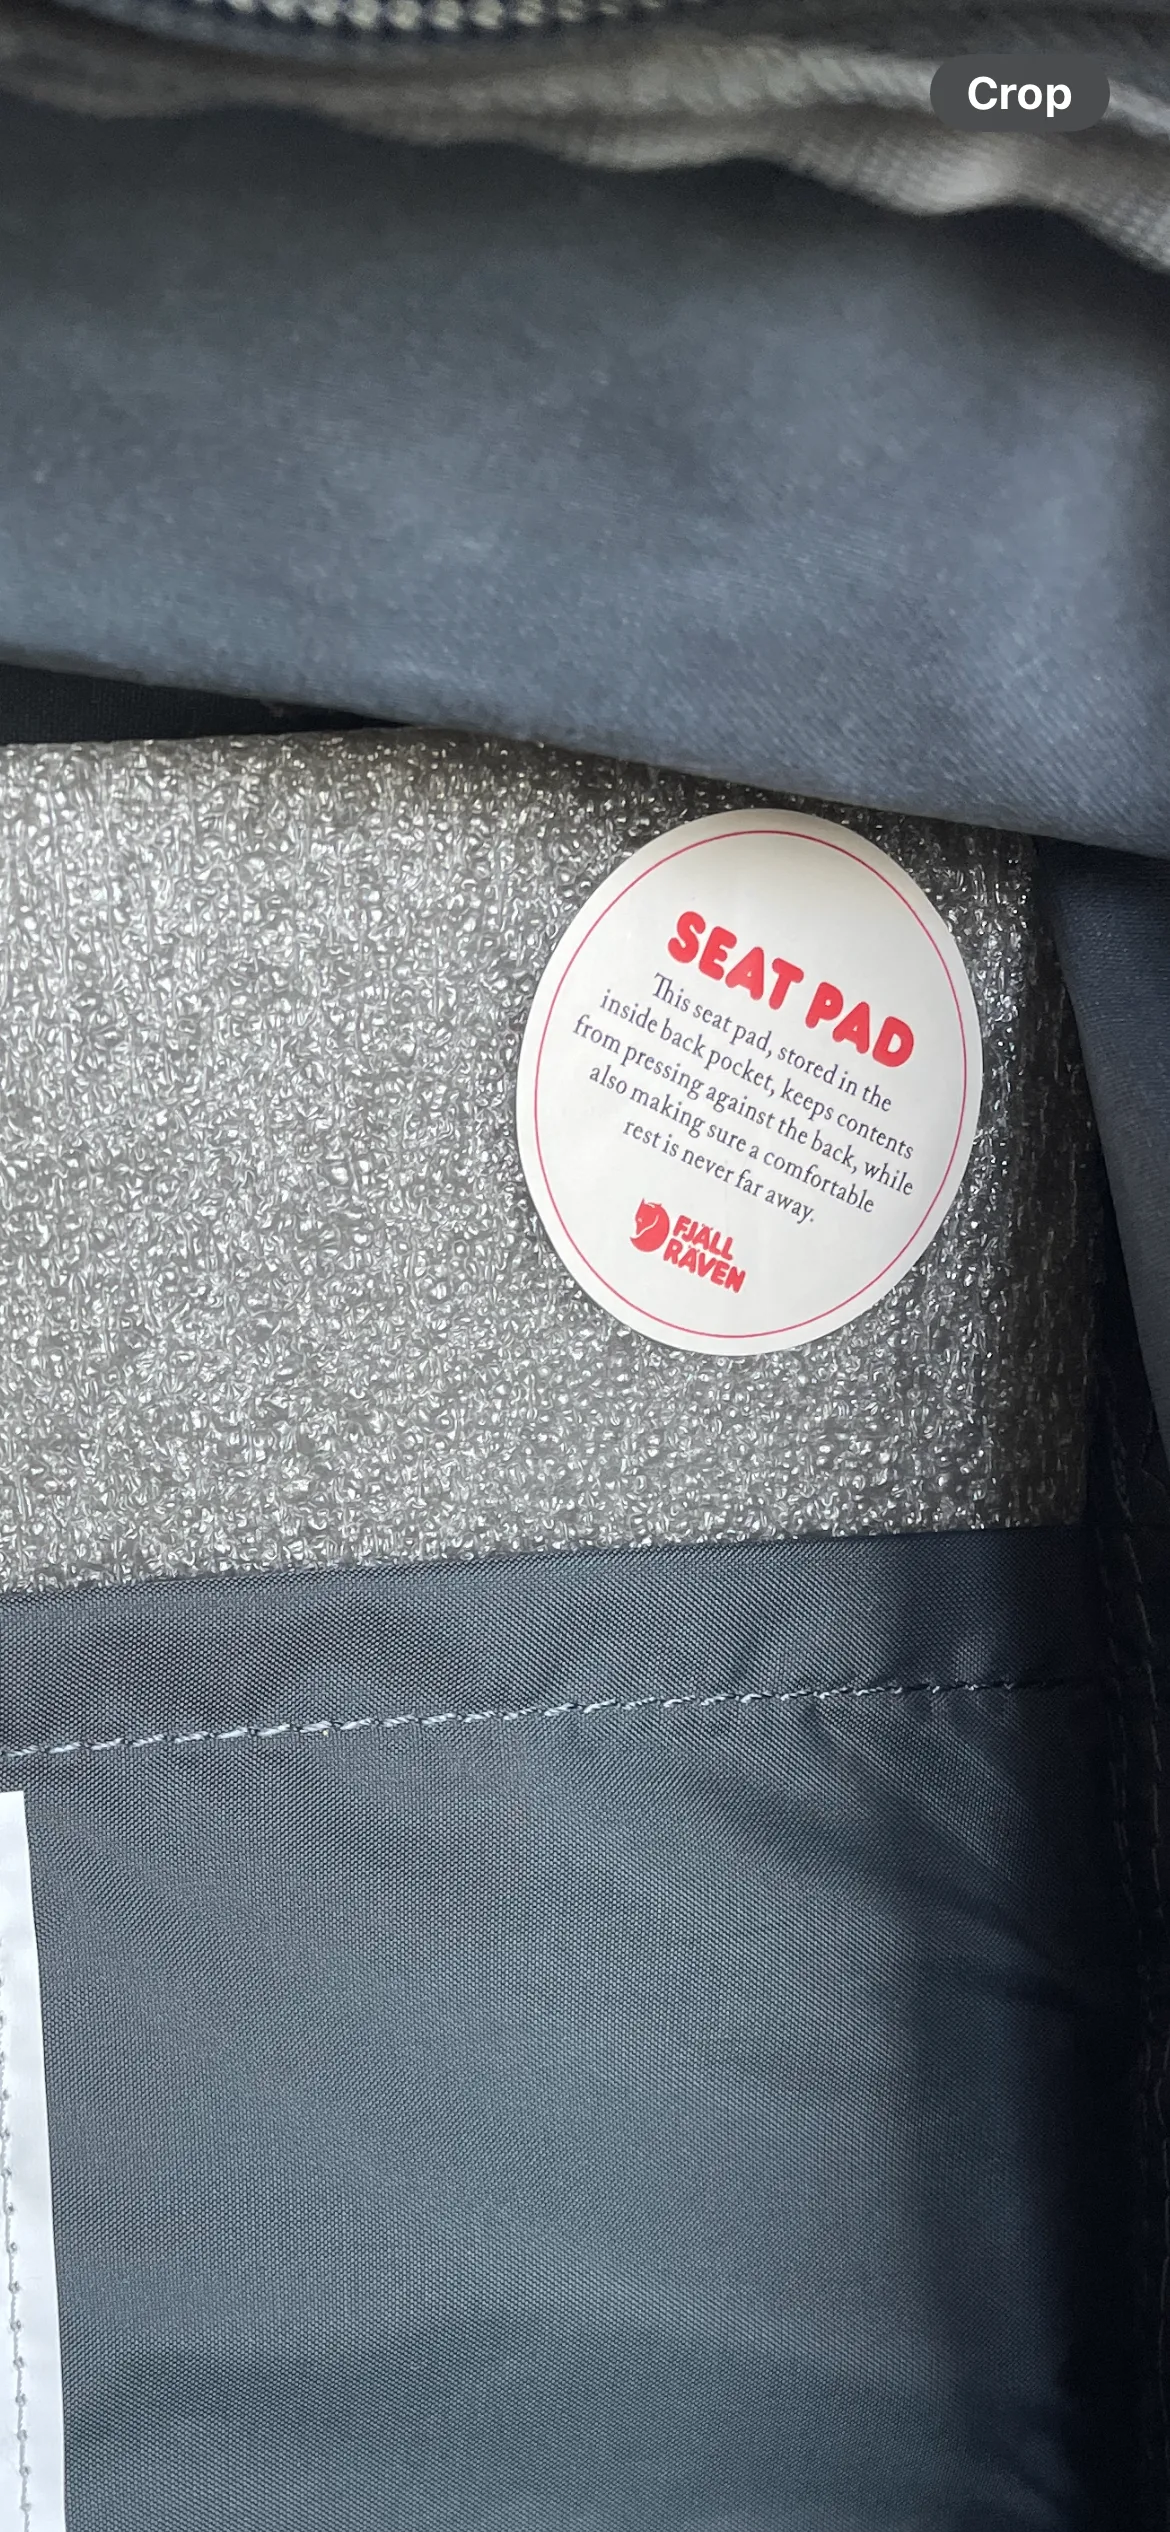 Crop
SEAT PAD
This seat pad, stored in the
inside back pocket, keeps contents
from pressing against the back, while
also making sure a comfortable
rest is never far away.
FJÄLL
RÄVEN